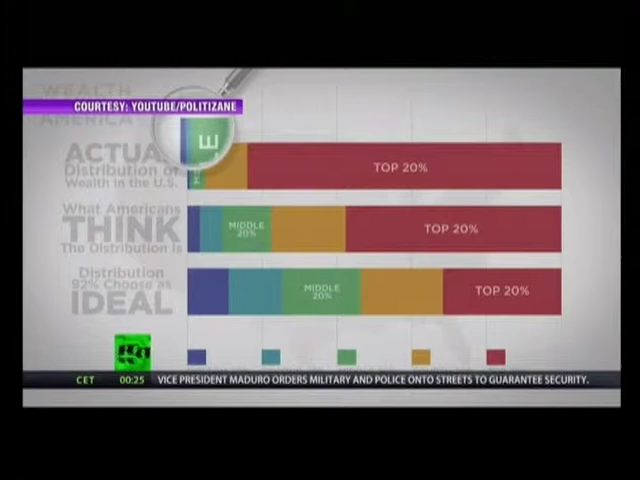 WEALTH
COURTESY: YOUTUBE/POLITIZANE
AMERICA
ACTUAL
Distribution of
Wealth in the U.S.
TOP 20%
What Americans
THINK
The Distribution is
MIDDLE
20%
TOP 20%
Distribution
92% Choose as
IDEAL
MIDDLE
20%
TOP 20%
RT
CET 00:25 VICE PRESIDENT MADURO ORDERS MILITARY AND POLICE ONTO STREETS TO GUARANTEE SECURITY.